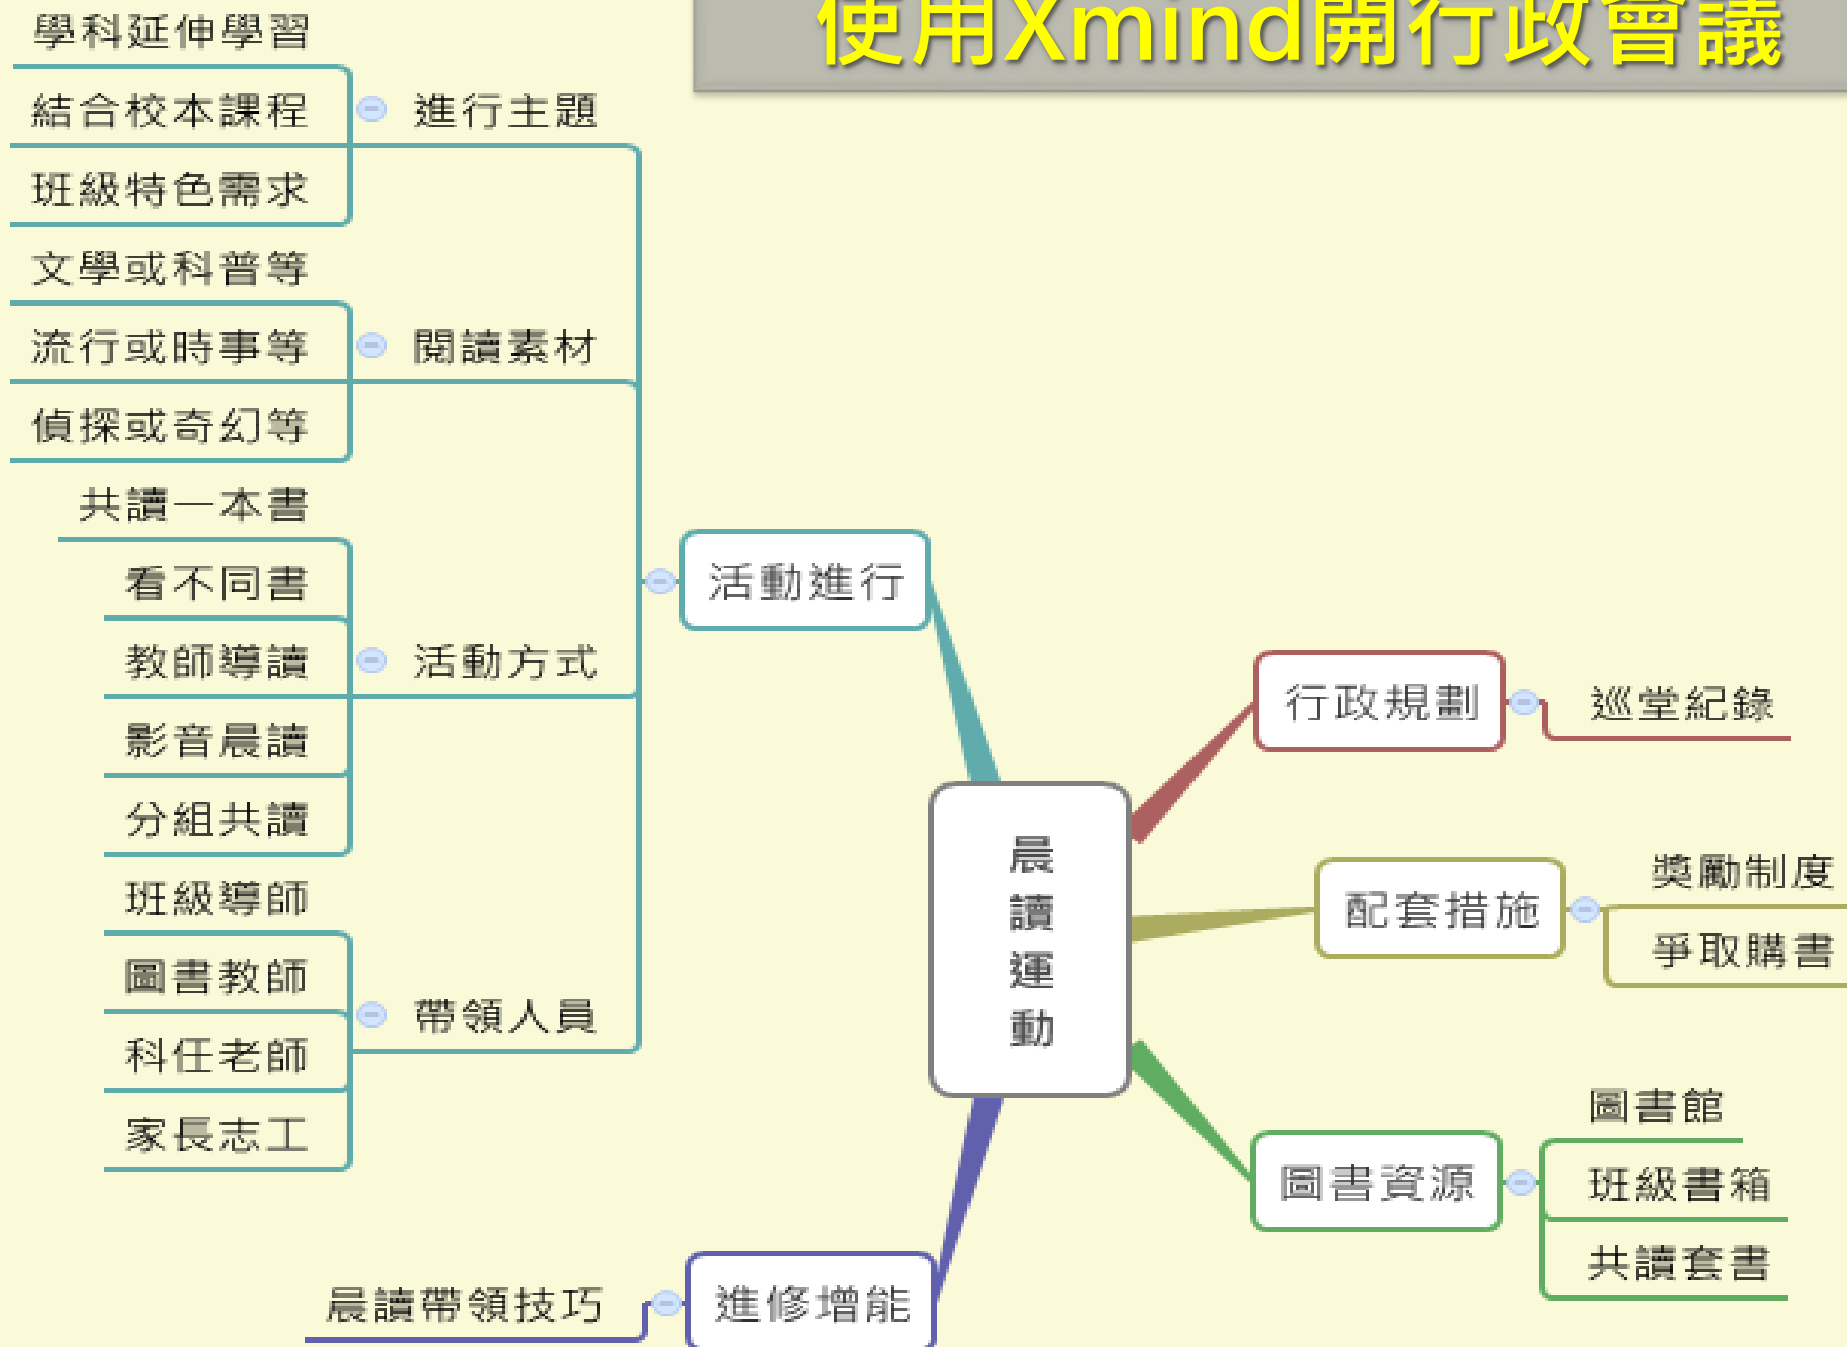 使用Xmind開行政會議
學科延伸學習
結合校本課程
班級特色需求
進行主題
文學或科普等
流行或時事等
偵探或奇幻等
閱讀素材
共讀一本書
看不同書
教師導讀
影音晨讀
分組共讀
活動方式
班級導師
圖書教師
科任老師
家長志工
帶領人員
活動進行
晨讀帶領技巧
進修增能
晨讀運動
行政規劃
巡堂紀錄
配套措施
獎勵制度
爭取購書
圖書資源
圖書館
班級書箱
共讀套書